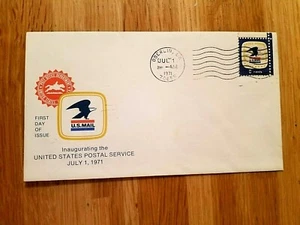 U.S. MAIL
FIRST
DAY
OF
ISSUE
Inaugurating the
UNITED STATES POSTAL SERVICE
JULY 1, 1971
JUL 1
1971